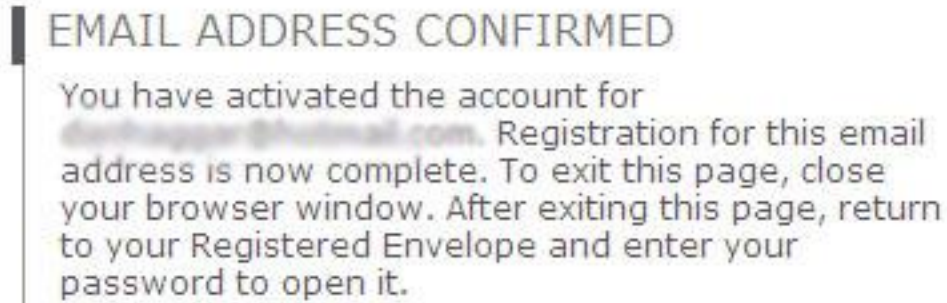 EMAIL ADDRESS CONFIRMED
You have activated the account for
. Registration for this email
address is now complete. To exit this page, close
your browser window. After exiting this page, return
to your Registered Envelope and enter your
password to open it.